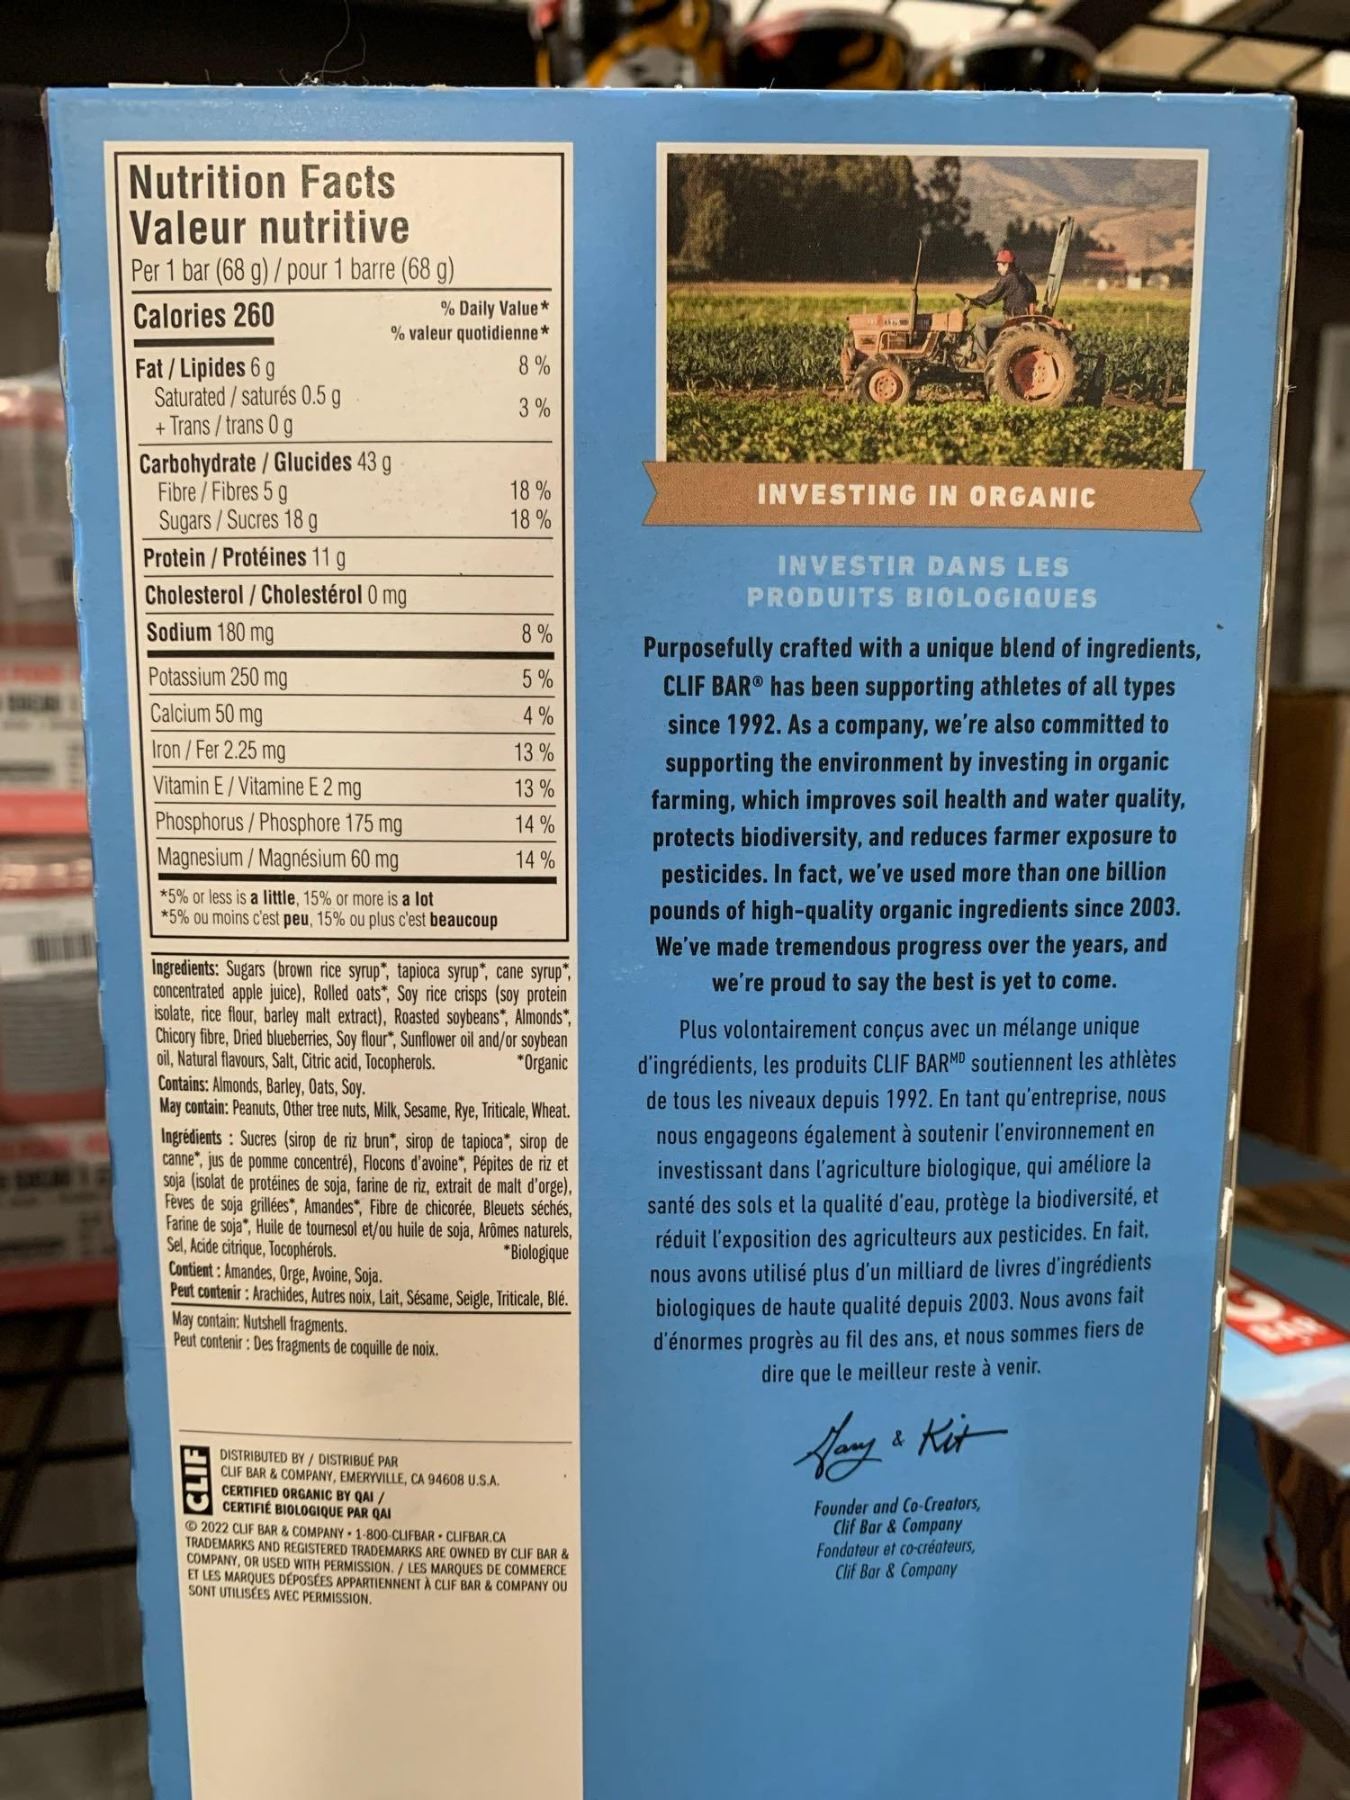 Nutrition Facts
Valeur nutritive
Per 1 bar (68 g) / pour 1 barre (68 g)
Calories 260
% Daily Value*
% valeur quotidienne*
Fat / Lipides 6 g 8 %
Saturated / saturés 0.5 g
+ Trans / trans 0 g 3 %
Carbohydrate / Glucides 43 g
Fibre / Fibres 5 g 18 %
Sugars / Sucres 18 g 18 %
Protein / Protéines 11 g
Cholesterol / Cholestérol 0 mg
Sodium 180 mg 8 %
Potassium 250 mg 5 %
Calcium 50 mg 4 %
Iron / Fer 2.25 mg 13 %
Vitamin E / Vitamine E 2 mg 13 %
Phosphorus / Phosphore 175 mg 14 %
Magnesium / Magnésium 60 mg 14 %
*5% or less is a little, 15% or more is a lot
*5% ou moins c'est peu, 15% ou plus c'est beaucoup
Ingredients: Sugars (brown rice syrup*, tapioca syrup*, cane syrup*,
concentrated apple juice), Rolled oats*, Soy rice crisps (soy protein
isolate, rice flour, barley malt extract), Roasted soybeans*, Almonds*,
Chicory fibre, Dried blueberries, Soy flour*, Sunflower oil and/or soybean
oil, Natural flavours, Salt, Citric acid, Tocopherols. *Organic
Contains: Almonds, Barley, Oats, Soy.
May contain: Peanuts, Other tree nuts, Milk, Sesame, Rye, Triticale, Wheat.
Ingrédients : Sucres (sirop de riz brun*, sirop de tapioca*, sirop de
canne*, jus de pomme concentré), Flocons d'avoine*, Pépites de riz et
soja (isolat de protéines de soja, farine de riz, extrait de malt d'orge),
Fèves de soja grillées*, Amandes*, Fibre de chicorée, Bleuets séchés,
Farine de soja*, Huile de tournesol et/ou huile de soja, Arômes naturels,
Sel, Acide citrique, Tocophérols. *Biologique
Contient : Amandes, Orge, Avoine, Soja.
Peut contenir : Arachides, Autres noix, Lait, Sésame, Seigle, Triticale, Blé.
May contain: Nutshell fragments.
Peut contenir : Des fragments de coquille de noix.
CLIF
DISTRIBUTED BY / DISTRIBUÉ PAR
CLIF BAR & COMPANY, EMERYVILLE, CA 94608 U.S.A.
CERTIFIED ORGANIC BY QAI /
CERTIFIÉ BIOLOGIQUE PAR QAI
© 2022 CLIF BAR & COMPANY • 1-800-CLIFBAR • CLIFBAR.CA
TRADEMARKS AND REGISTERED TRADEMARKS ARE OWNED BY CLIF BAR &
COMPANY, OR USED WITH PERMISSION. / LES MARQUES DE COMMERCE
ET LES MARQUES DÉPOSÉES APPARTIENNENT À CLIF BAR & COMPANY OU
SONT UTILISÉES AVEC PERMISSION.
INVESTING IN ORGANIC
INVESTIR DANS LES
PRODUITS BIOLOGIQUES
Purposefully crafted with a unique blend of ingredients,
CLIF BAR® has been supporting athletes of all types
since 1992. As a company, we're also committed to
supporting the environment by investing in organic
farming, which improves soil health and water quality,
protects biodiversity, and reduces farmer exposure to
pesticides. In fact, we've used more than one billion
pounds of high-quality organic ingredients since 2003.
We've made tremendous progress over the years, and
we're proud to say the best is yet to come.
Plus volontairement conçus avec un mélange unique
d'ingrédients, les produits CLIF BARMD soutiennent les athlètes
de tous les niveaux depuis 1992. En tant qu'entreprise, nous
nous engageons également à soutenir l'environnement en
investissant dans l'agriculture biologique, qui améliore la
santé des sols et la qualité d'eau, protège la biodiversité, et
réduit l'exposition des agriculteurs aux pesticides. En fait,
nous avons utilisé plus d'un milliard de livres d'ingrédients
biologiques de haute qualité depuis 2003. Nous avons fait
d'énormes progrès au fil des ans, et nous sommes fiers de
dire que le meilleur reste à venir.
Gary & Kit
Founder and Co-Creators,
Clif Bar & Company
Fondateur et co-créateurs,
Clif Bar & Company
BAR